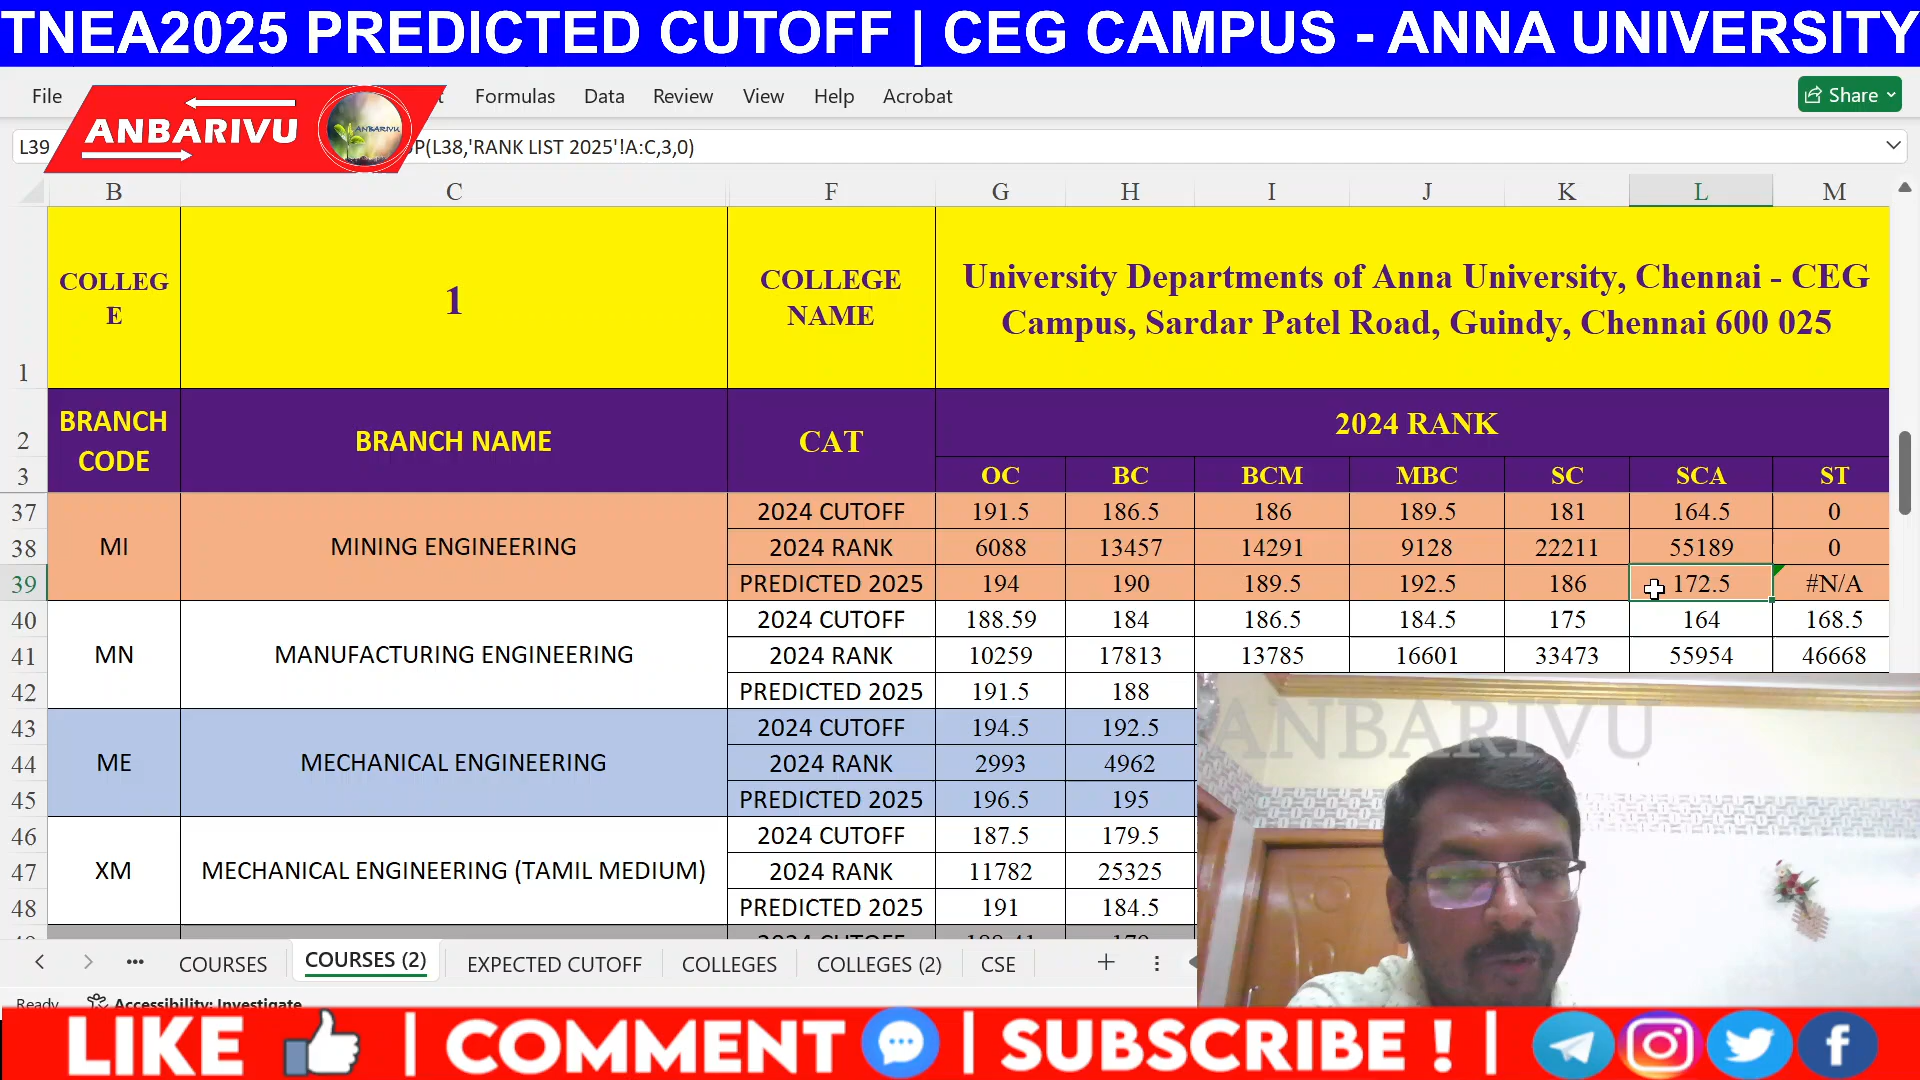 TNEA2025 PREDICTED CUTOFF | CEG CAMPUS - ANNA UNIVERSITY
File Formulas Data Review View Help Acrobat Share
ANBARIVU ANBARIVU
L39 P(L38,'RANK LIST 2025'!A:C,3,0)
B C F G H I J K L M
1 COLLEGE 1 COLLEGE NAME University Departments of Anna University, Chennai - CEG Campus, Sardar Patel Road, Guindy, Chennai 600 025
2 BRANCH CODE BRANCH NAME CAT 2024 RANK
3 OC BC BCM MBC SC SCA ST
37 2024 CUTOFF 191.5 186.5 186 189.5 181 164.5 0
38 MI MINING ENGINEERING 2024 RANK 6088 13457 14291 9128 22211 55189 0
39 PREDICTED 2025 194 190 189.5 192.5 186 172.5 #N/A
40 2024 CUTOFF 188.59 184 186.5 184.5 175 164 168.5
41 MN MANUFACTURING ENGINEERING 2024 RANK 10259 17813 13785 16601 33473 55954 46668
42 PREDICTED 2025 191.5 188
43 2024 CUTOFF 194.5 192.5
44 ME MECHANICAL ENGINEERING 2024 RANK 2993 4962
45 PREDICTED 2025 196.5 195
46 2024 CUTOFF 187.5 179.5
47 XM MECHANICAL ENGINEERING (TAMIL MEDIUM) 2024 RANK 11782 25325
48 PREDICTED 2025 191 184.5
ANBARIVU
COURSES COURSES (2) EXPECTED CUTOFF COLLEGES COLLEGES (2) CSE
Ready Accessibility: Investigate
LIKE | COMMENT | SUBSCRIBE ! |